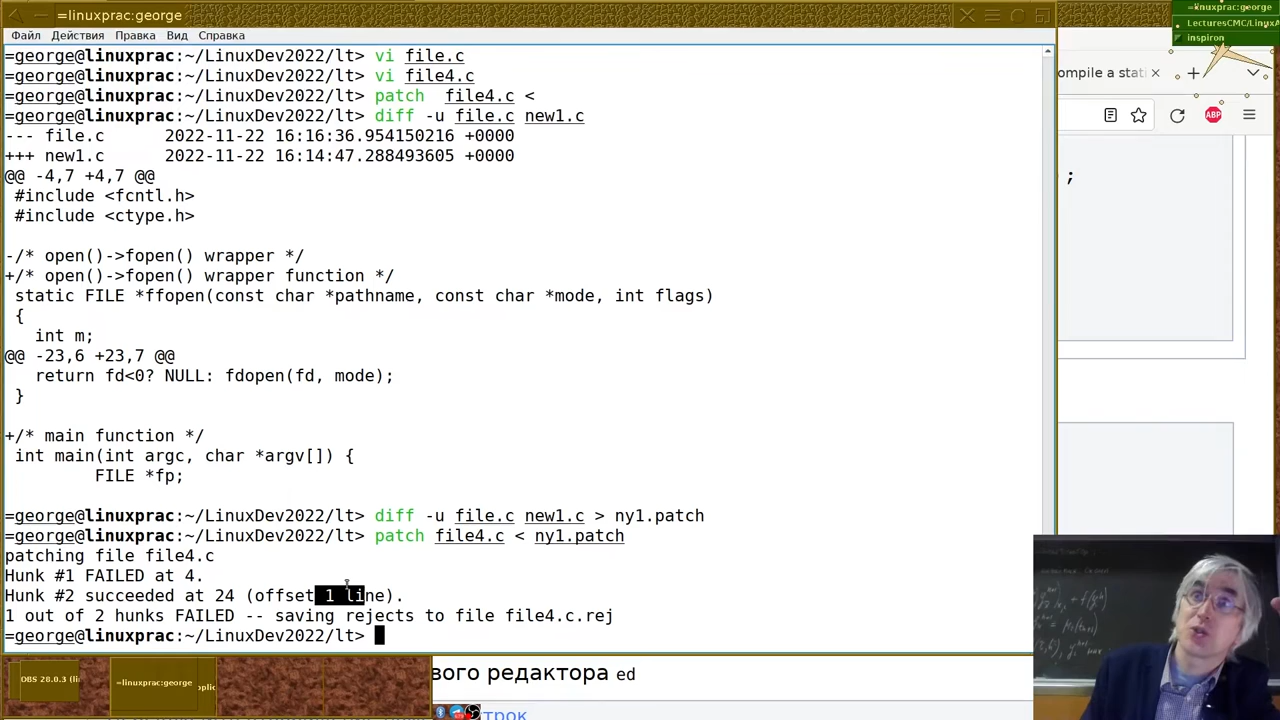 =linuxprac:george
Файл Действия Правка Вид Справка
=george@linuxprac:~/LinuxDev2022/lt> vi file.c
=george@linuxprac:~/LinuxDev2022/lt> vi file4.c
=george@linuxprac:~/LinuxDev2022/lt> patch  file4.c <
=george@linuxprac:~/LinuxDev2022/lt> diff -u file.c new1.c
--- file.c      2022-11-22 16:16:36.954150216 +0000
+++ new1.c      2022-11-22 16:14:47.288493605 +0000
@@ -4,7 +4,7 @@
 #include <fcntl.h>
 #include <ctype.h>
-/* open()->fopen() wrapper */
+/* open()->fopen() wrapper function */
 static FILE *ffopen(const char *pathname, const char *mode, int flags)
 {
   int m;
@@ -23,6 +23,7 @@
   return fd<0? NULL: fdopen(fd, mode);
 }
+/* main function */
 int main(int argc, char *argv[]) {
         FILE *fp;
=george@linuxprac:~/LinuxDev2022/lt> diff -u file.c new1.c > ny1.patch
=george@linuxprac:~/LinuxDev2022/lt> patch file4.c < ny1.patch
patching file file4.c
Hunk #1 FAILED at 4.
Hunk #2 succeeded at 24 (offset 1 line).
1 out of 2 hunks FAILED -- saving rejects to file file4.c.rej
=george@linuxprac:~/LinuxDev2022/lt>
=linuxprac:george
LecturesCMC/LinuxA
inspiron
ompile a stati
ABP
);
OBS 28.0.3 (li
=linuxprac:george
вого редактора ed
трок